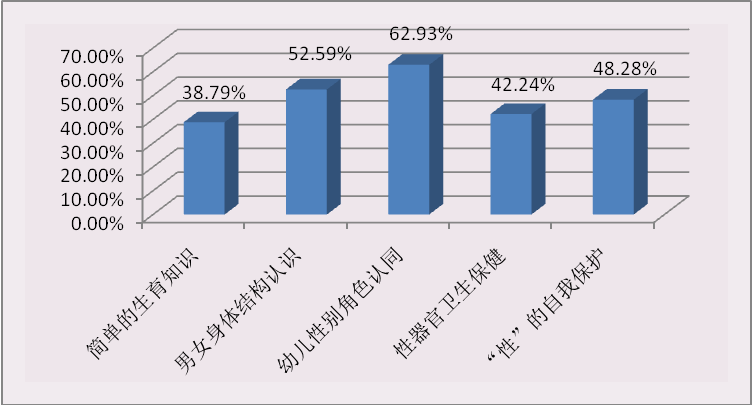 70.00%
60.00%
50.00%
40.00%
30.00%
20.00%
10.00%
0.00%
38.79%
52.59%
62.93%
42.24%
48.28%
简单的生育知识
男女身体结构认识
幼儿性别角色认同
性器官卫生保健
“性”的自我保护